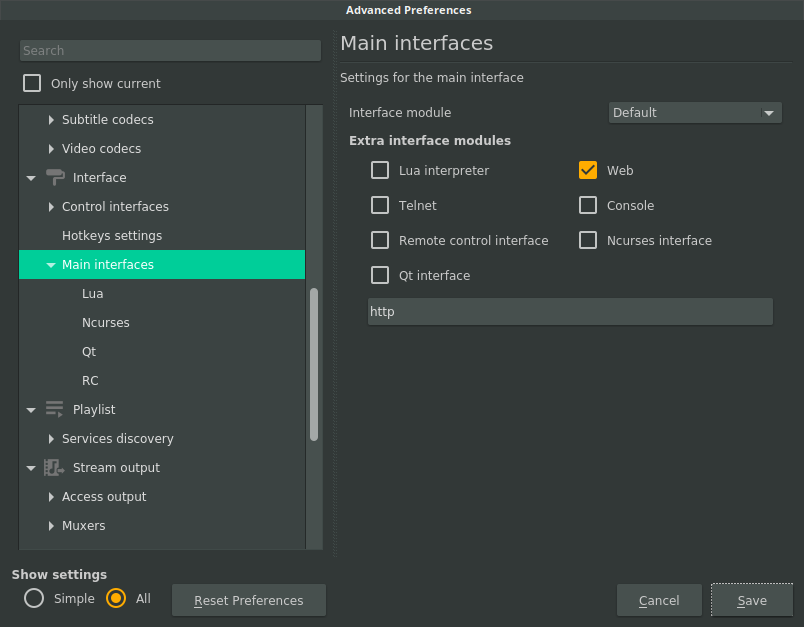 Advanced Preferences
Search
Only show current
Subtitle codecs
Video codecs
Interface
Control interfaces
Hotkeys settings
Main interfaces
Lua
Ncurses
Qt
RC
Playlist
Services discovery
Stream output
Access output
Muxers
Main interfaces
Settings for the main interface
Interface module
Default
Extra interface modules
Lua interpreter
Web
Telnet
Console
Remote control interface
Ncurses interface
Qt interface
http
Show settings
Simple
All
Reset Preferences
Cancel
Save